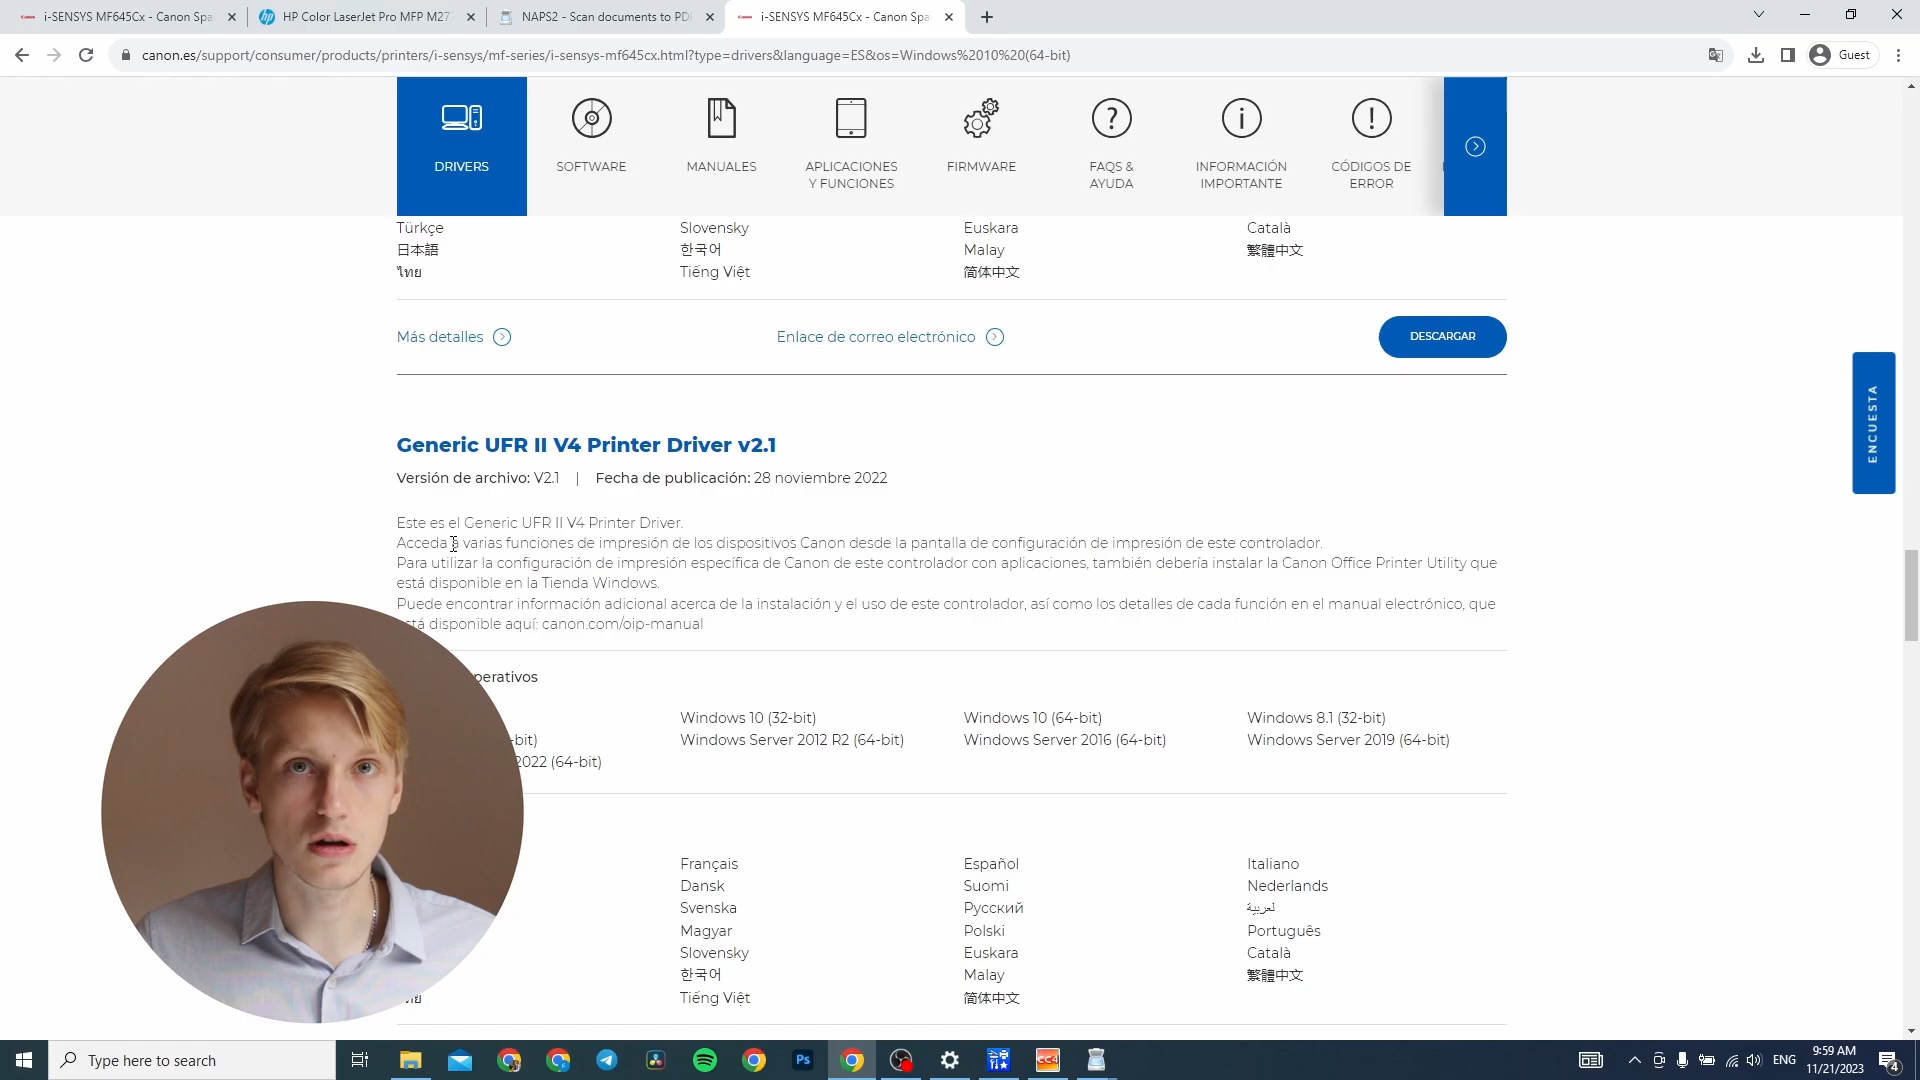 i-SENSYS MF645Cx - Canon Spa
HP Color LaserJet Pro MFP M27
NAPS2 - Scan documents to PD
i-SENSYS MF645Cx - Canon Spa
canon.es/support/consumer/products/printers/i-sensys/mf-series/i-sensys-mf645cx.html?type=drivers&language=ES&os=Windows%2010%20(64-bit)
Guest
DRIVERS
SOFTWARE
MANUALES
APLICACIONES
Y FUNCIONES
FIRMWARE
FAQS &
AYUDA
INFORMACIÓN
IMPORTANTE
CÓDIGOS DE
ERROR
Türkçe Slovensky Euskara Català
日本語 한국어 Malay 繁體中文
ไทย Tiếng Việt 简体中文
Más detalles Enlace de correo electrónico DESCARGAR
ENCUESTA
Generic UFR II V4 Printer Driver v2.1
Versión de archivo: V2.1 | Fecha de publicación: 28 noviembre 2022
Este es el Generic UFR II V4 Printer Driver.
Acceda a varias funciones de impresión de los dispositivos Canon desde la pantalla de configuración de impresión de este controlador.
Para utilizar la configuración de impresión específica de Canon de este controlador con aplicaciones, también debería instalar la Canon Office Printer Utility que
está disponible en la Tienda Windows.
Puede encontrar información adicional acerca de la instalación y el uso de este controlador, así como los detalles de cada función en el manual electrónico, que
tá disponible aquí: canon.com/oip-manual
perativos
Windows 10 (32-bit) Windows 10 (64-bit) Windows 8.1 (32-bit)
-bit) Windows Server 2012 R2 (64-bit) Windows Server 2016 (64-bit) Windows Server 2019 (64-bit)
2022 (64-bit)
Français Español Italiano
Dansk Suomi Nederlands
Svenska Русский لعربية
Magyar Polski Português
Slovensky Euskara Català
한국어 Malay 繁體中文
Tiếng Việt 简体中文
Type here to search
Ps
CC4
ENG
9:59 AM
11/21/2023
4